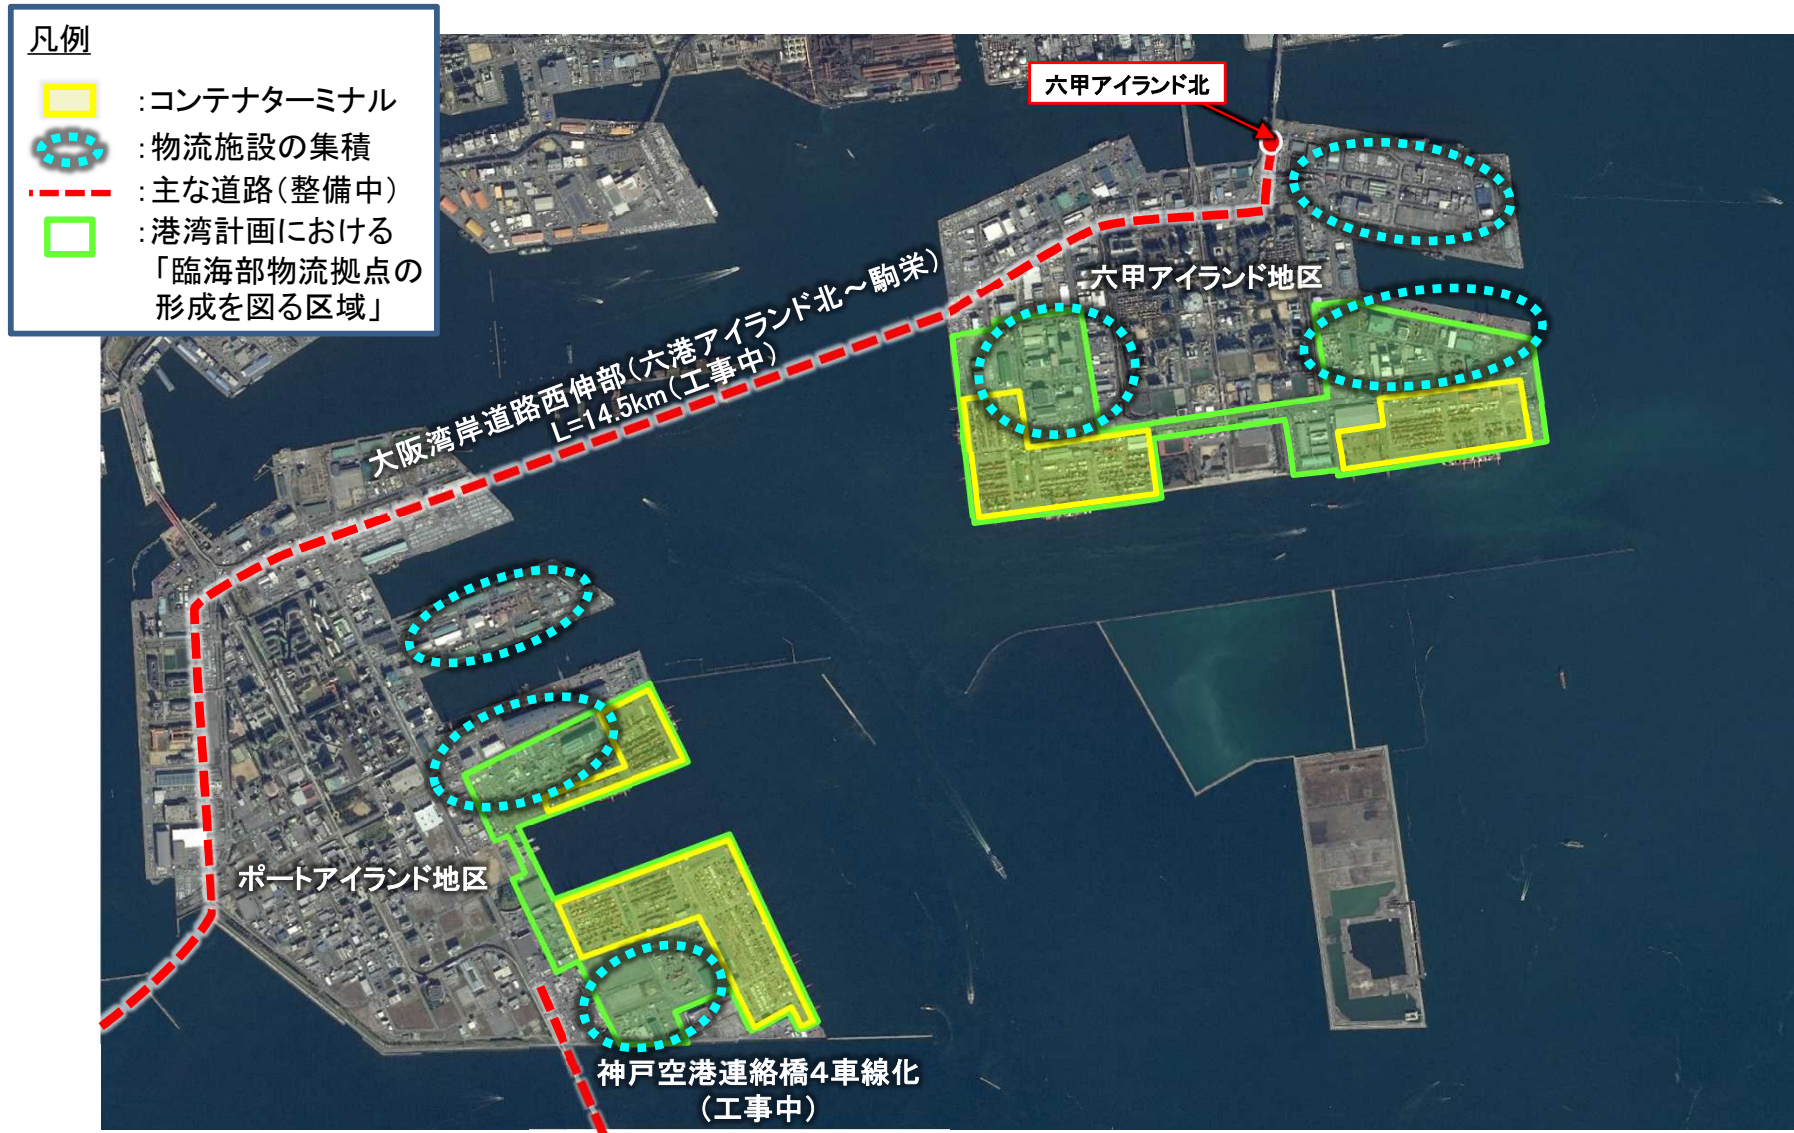 凡例
：コンテナターミナル
：物流施設の集積
：主な道路（整備中）
：港湾計画における
「臨海部物流拠点の
形成を図る区域」
六甲アイランド北
六甲アイランド地区
大阪湾岸道路西伸部（六港アイランド北～駒栄）
L=14.5km（工事中）
ポートアイランド地区
神戸空港連絡橋4車線化
（工事中）